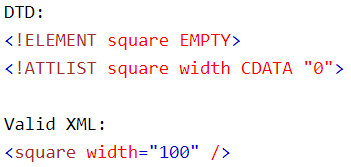 DTD:
<!ELEMENT square EMPTY>
<!ATTLIST square width CDATA "0">
Valid XML:
<square width="100" />